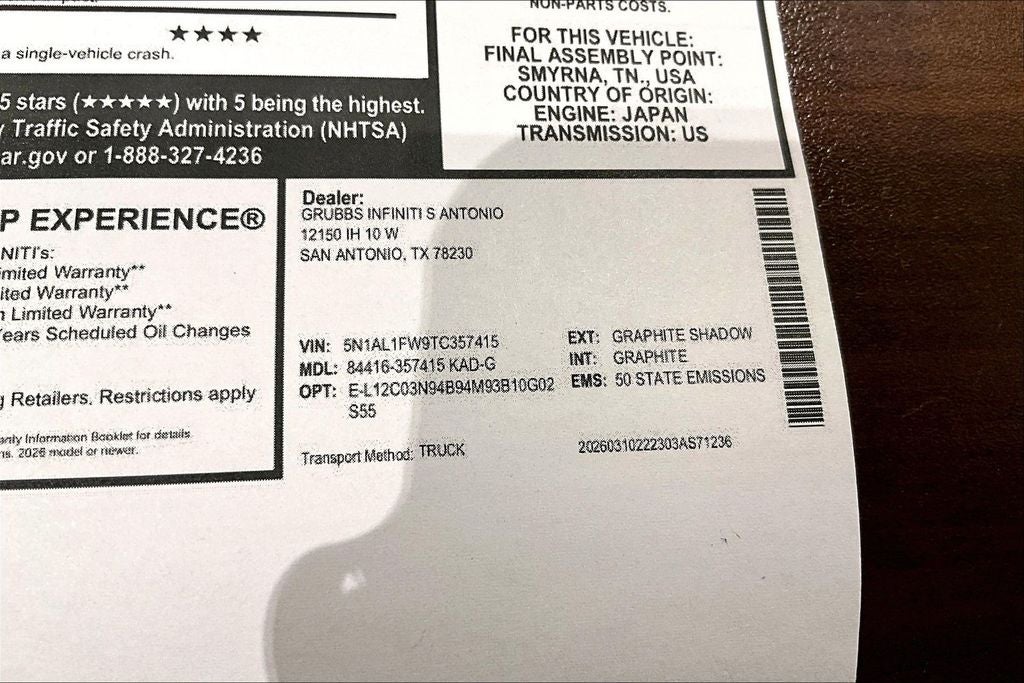 ★★★★
a single-vehicle crash.
5 stars (★★★★★) with 5 being the highest.
Traffic Safety Administration (NHTSA)
ar.gov or 1-888-327-4236
NON-PARTS COSTS.
FOR THIS VEHICLE:
FINAL ASSEMBLY POINT:
SMYRNA, TN., USA
COUNTRY OF ORIGIN:
ENGINE: JAPAN
TRANSMISSION: US
P EXPERIENCE®
NITI's:
imited Warranty**
ited Warranty**
n Limited Warranty**
Years Scheduled Oil Changes
g Retailers. Restrictions apply
anty Information Booklet for details.
ns. 2026 model or newer.
Dealer:
GRUBBS INFINITI S ANTONIO
12150 IH 10 W
SAN ANTONIO, TX 78230
VIN: 5N1AL1FW9TC357415
MDL: 84416-357415 KAD-G
OPT: E-L12C03N94B94M93B10G02
S55
EXT: GRAPHITE SHADOW
INT: GRAPHITE
EMS: 50 STATE EMISSIONS
Transport Method: TRUCK
20260310222303AS71236